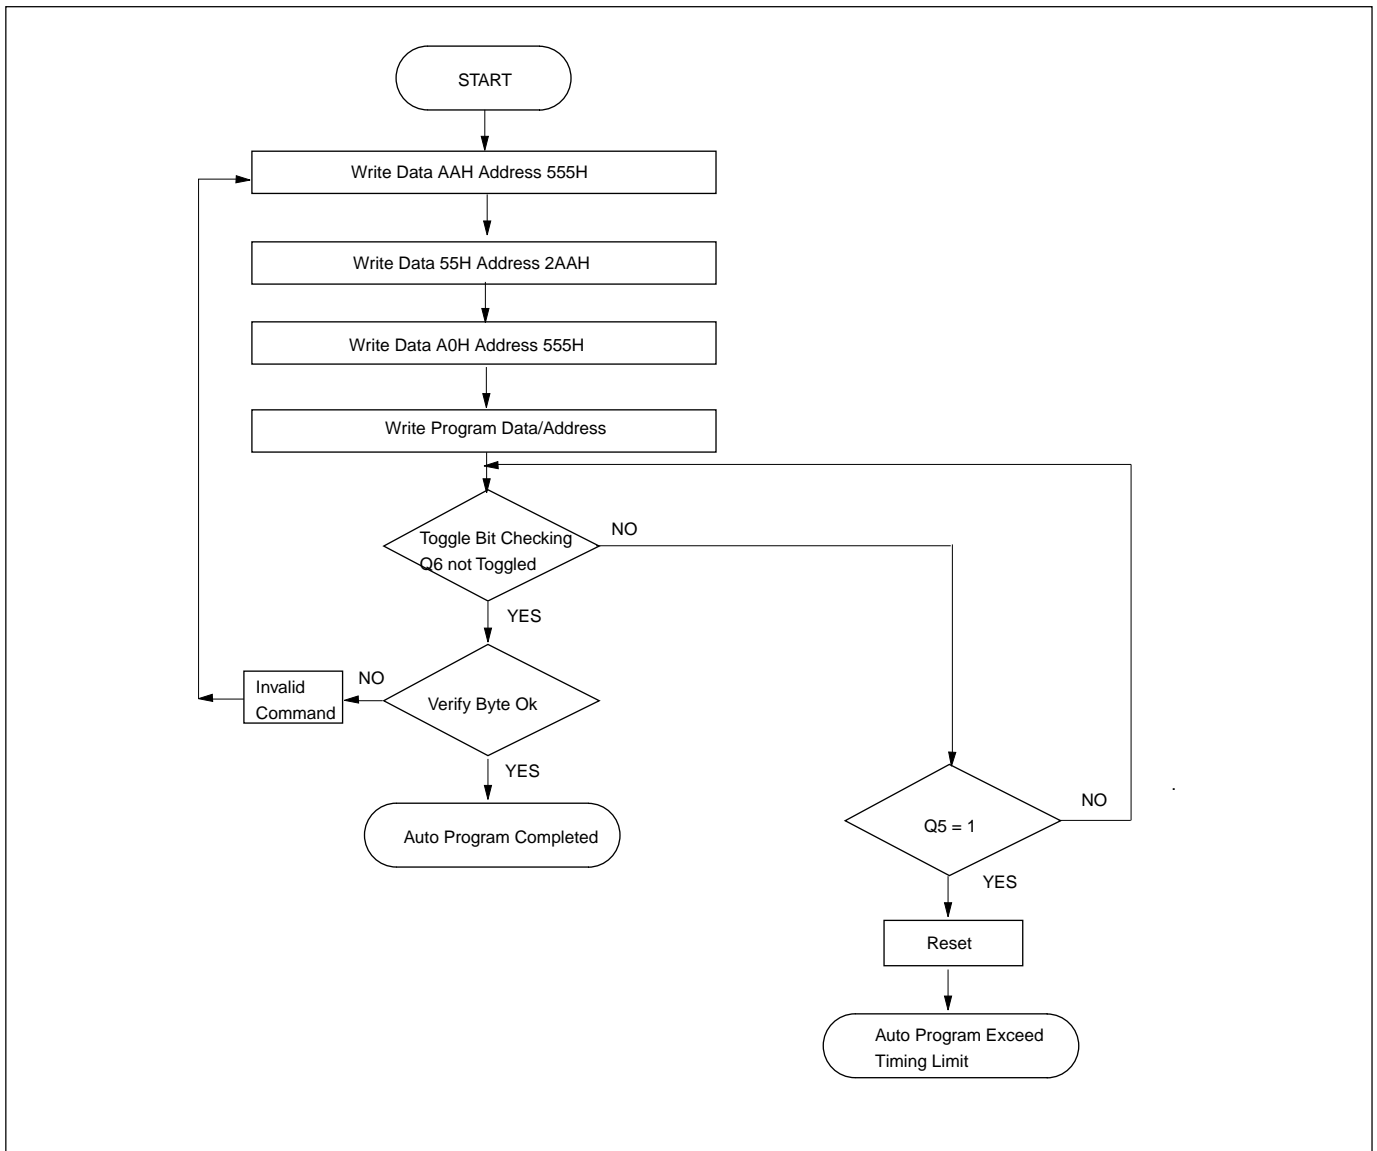 START
Write Data AAH Address 555H
Write Data 55H Address 2AAH
Write Data A0H Address 555H
Write Program Data/Address
Toggle Bit Checking
Q6 not Toggled
NO
YES
Invalid
Command
NO
Verify Byte Ok
YES
Auto Program Completed
Q5 = 1
NO
YES
Reset
Auto Program Exceed
Timing Limit